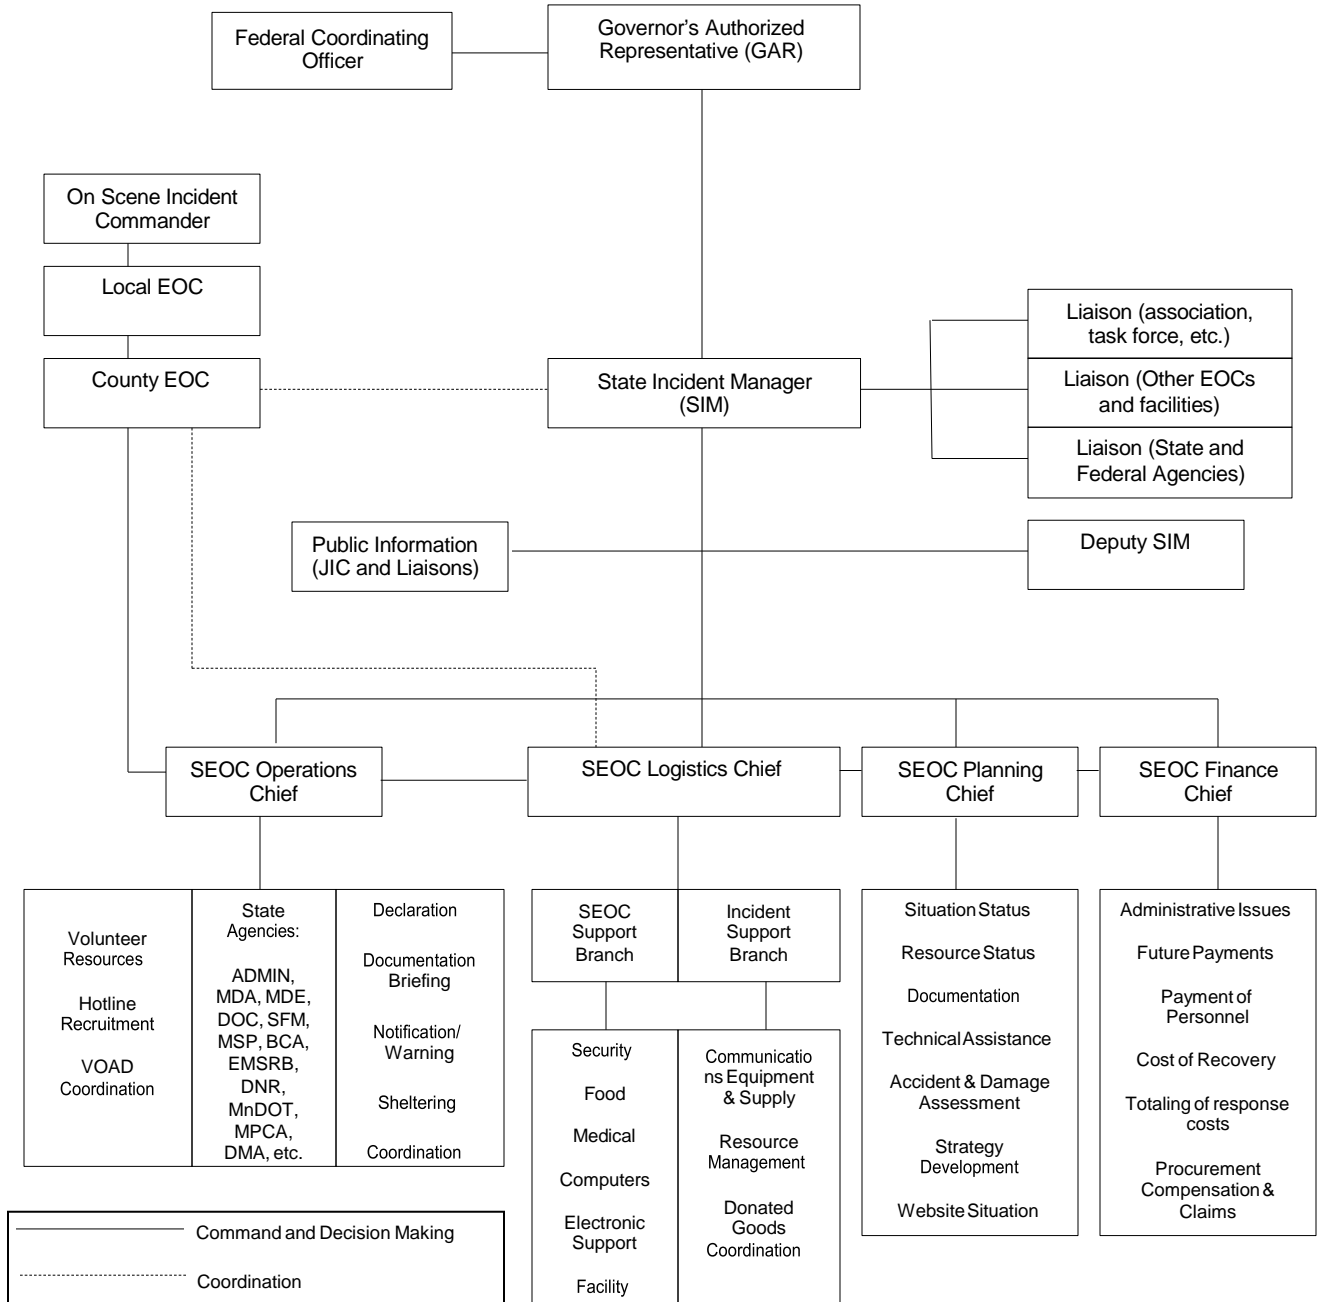 Federal Coordinating
Officer
Governor's Authorized
Representative (GAR)
On Scene Incident
Commander
Local EOC
County EOC
State Incident Manager
(SIM)
Liaison (association,
task force, etc.)
Liaison (Other EOCs
and facilities)
Liaison (State and
Federal Agencies)
Public Information
(JIC and Liaisons)
Deputy SIM
SEOC Operations
Chief
SEOC Logistics Chief
SEOC Planning
Chief
SEOC Finance
Chief
Volunteer
Resources
Hotline
Recruitment
VOAD
Coordination
State
Agencies:
ADMIN,
MDA, MDE,
DOC, SFM,
MSP, BCA,
EMSRB,
DNR,
MnDOT,
MPCA,
DMA, etc.
Declaration
Documentation
Briefing
Notification/
Warning
Sheltering
Coordination
SEOC
Support
Branch
Incident
Support
Branch
Security
Food
Medical
Computers
Electronic
Support
Facility
Communicatio
ns Equipment
& Supply
Resource
Management
Donated
Goods
Coordination
Situation Status
Resource Status
Documentation
Technical Assistance
Accident & Damage
Assessment
Strategy
Development
Website Situation
Administrative Issues
Future Payments
Payment of
Personnel
Cost of Recovery
Totaling of response
costs
Procurement
Compensation &
Claims
Command and Decision Making
Coordination